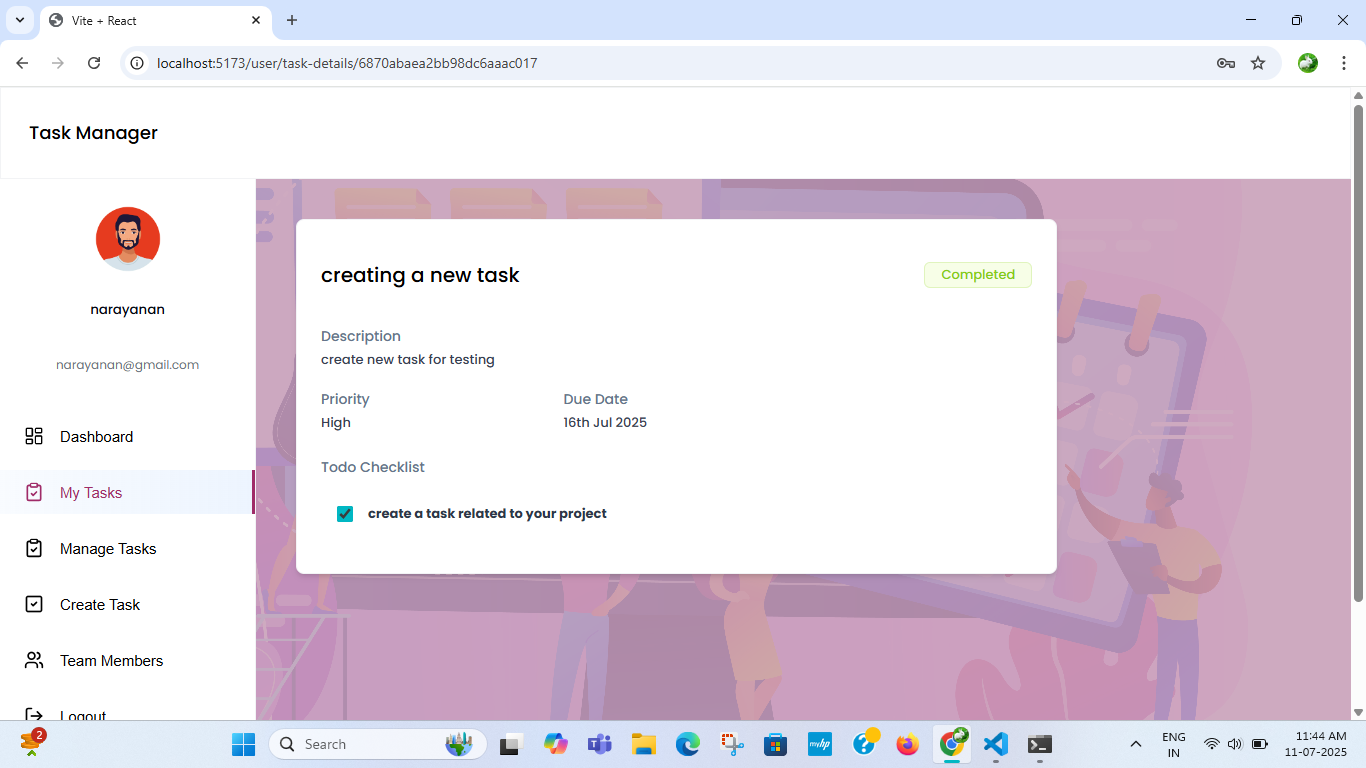 Vite + React
localhost:5173/user/task-details/6870abaea2bb98dc6aaac017
Task Manager
narayanan
narayanan@gmail.com
Dashboard
My Tasks
Manage Tasks
Create Task
Team Members
Logout
creating a new task
Completed
Description
create new task for testing
Priority
Due Date
High
16th Jul 2025
Todo Checklist
create a task related to your project
2
Search
myhp
ENG
IN
11:44 AM
11-07-2025